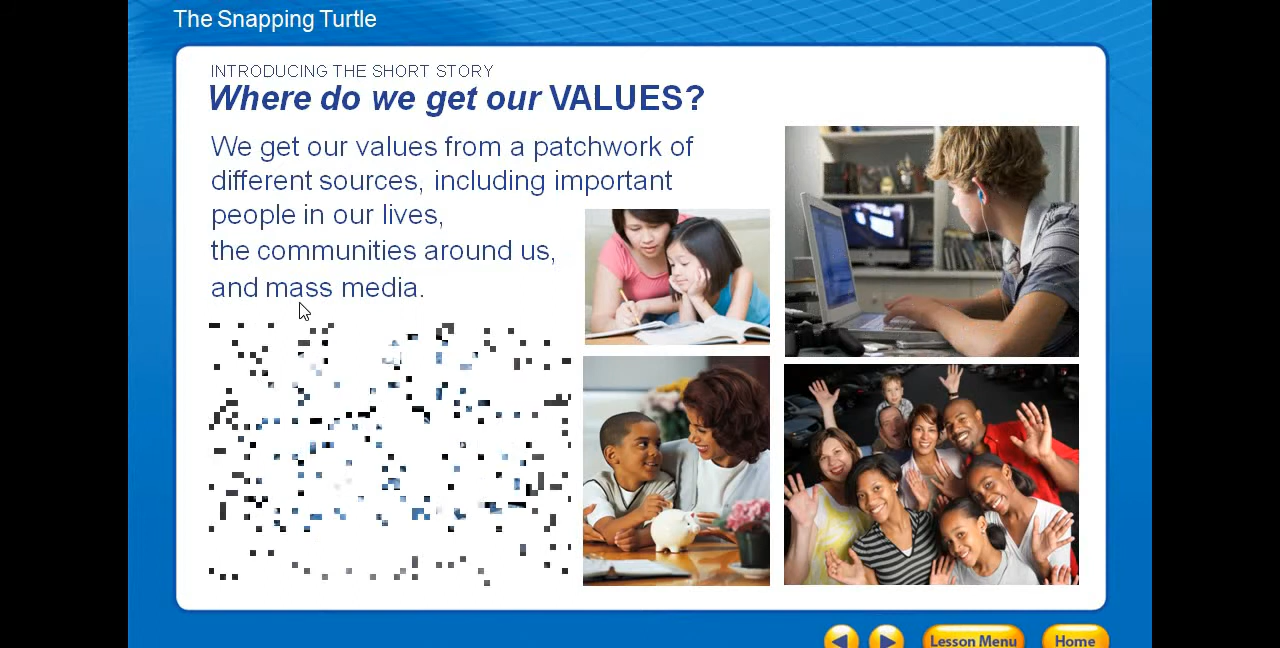 The Snapping Turtle
INTRODUCING THE SHORT STORY
Where do we get our VALUES?
We get our values from a patchwork of
different sources, including important
people in our lives,
the communities around us,
and mass media.
Lesson Menu
Home